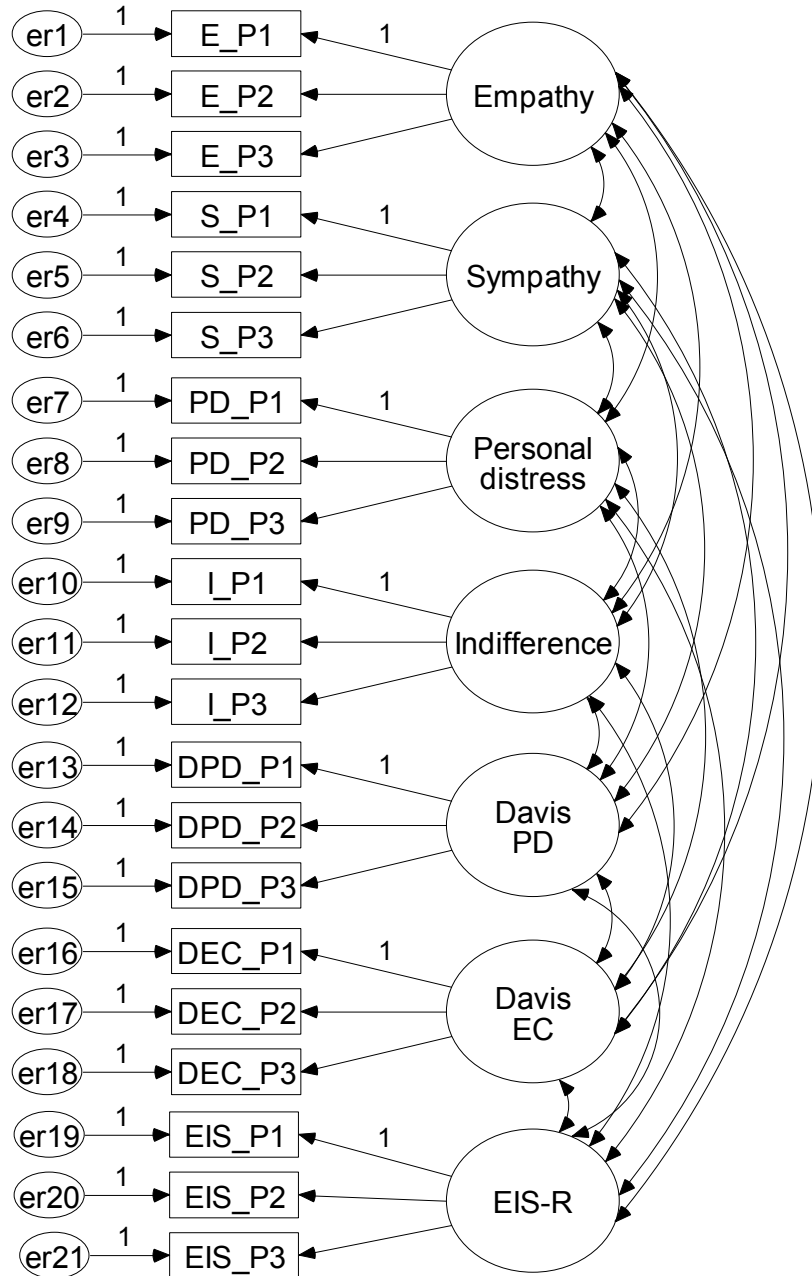 er1 1 E_P1 1
er2 1 E_P2 Empathy
er3 1 E_P3
er4 1 S_P1 1
er5 1 S_P2 Sympathy
er6 1 S_P3
er7 1 PD_P1 1
er8 1 PD_P2 Personal
distress
er9 1 PD_P3
er10 1 I_P1 1
er11 1 I_P2 Indifference
er12 1 I_P3
er13 1 DPD_P1 1
er14 1 DPD_P2 Davis
PD
er15 1 DPD_P3
er16 1 DEC_P1 1
er17 1 DEC_P2 Davis
EC
er18 1 DEC_P3
er19 1 EIS_P1 1
er20 1 EIS_P2 EIS-R
er21 1 EIS_P3